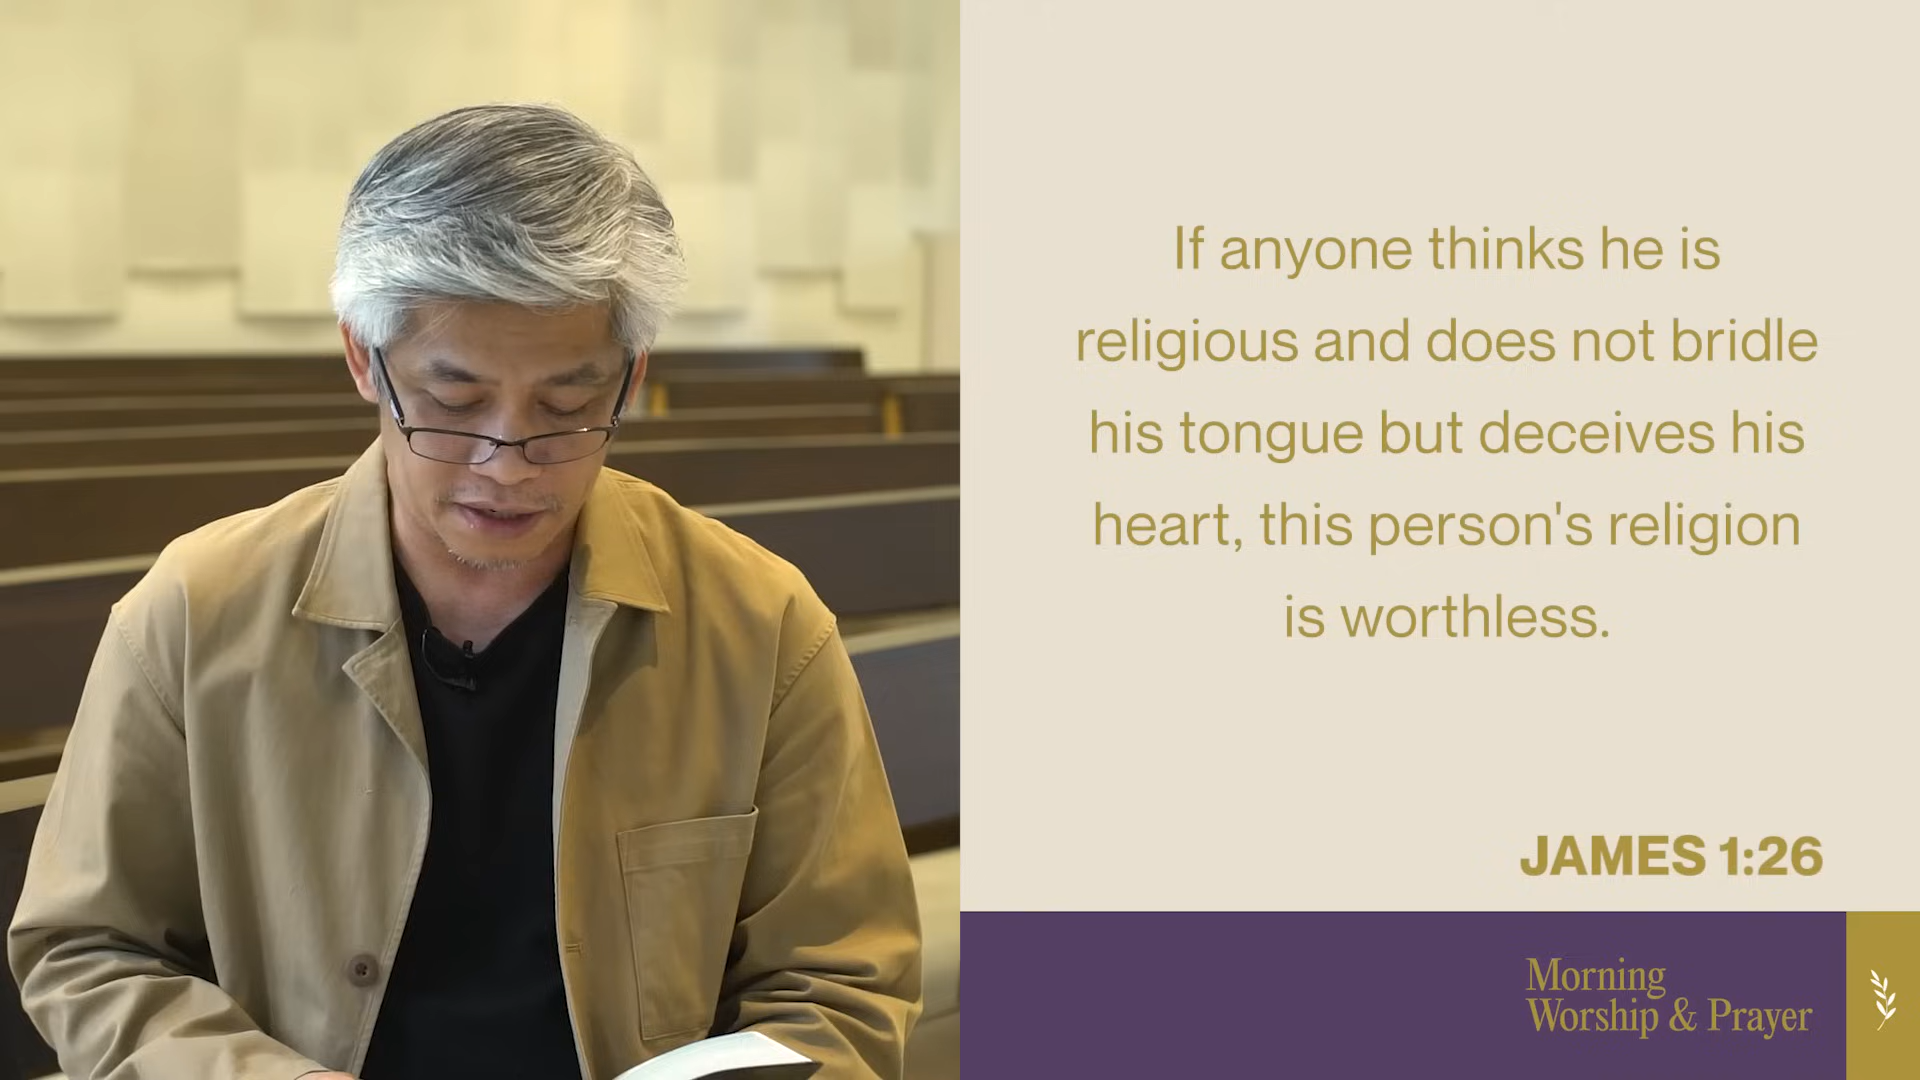 If anyone thinks he is
religious and does not bridle
his tongue but deceives his
heart, this person's religion
is worthless.
JAMES 1:26
Morning
Worship & Prayer